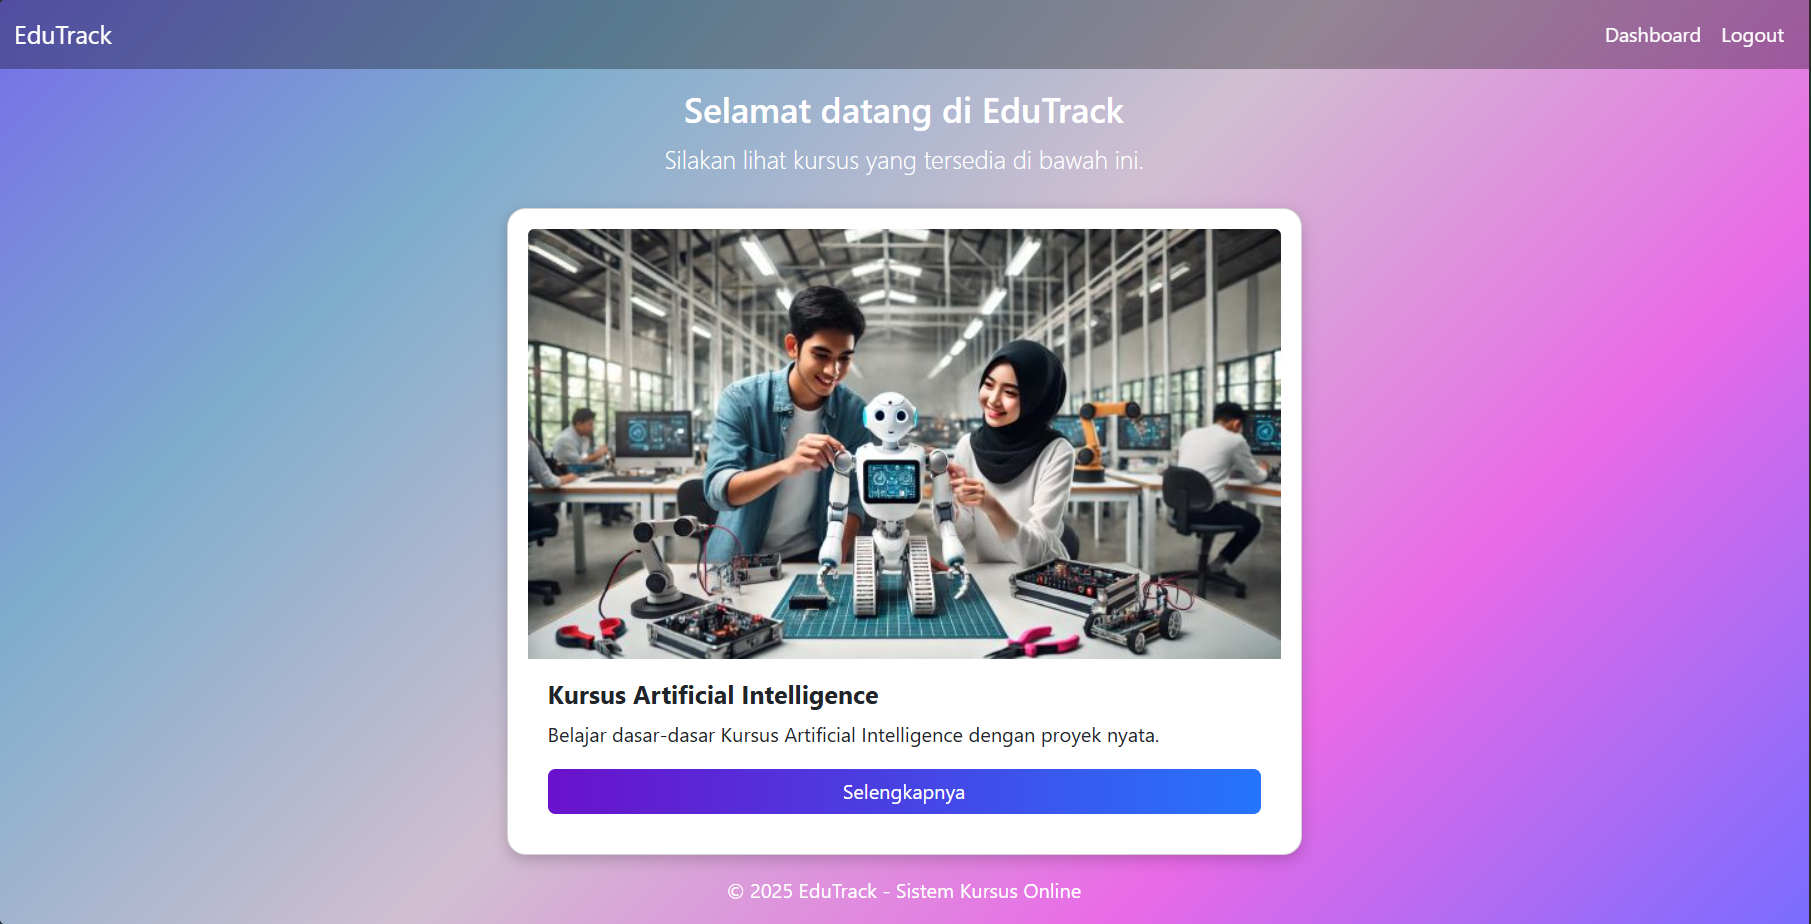 EduTrack
Dashboard Logout
Selamat datang di EduTrack
Silakan lihat kursus yang tersedia di bawah ini.
Kursus Artificial Intelligence
Belajar dasar-dasar Kursus Artificial Intelligence dengan proyek nyata.
Selengkapnya
© 2025 EduTrack - Sistem Kursus Online